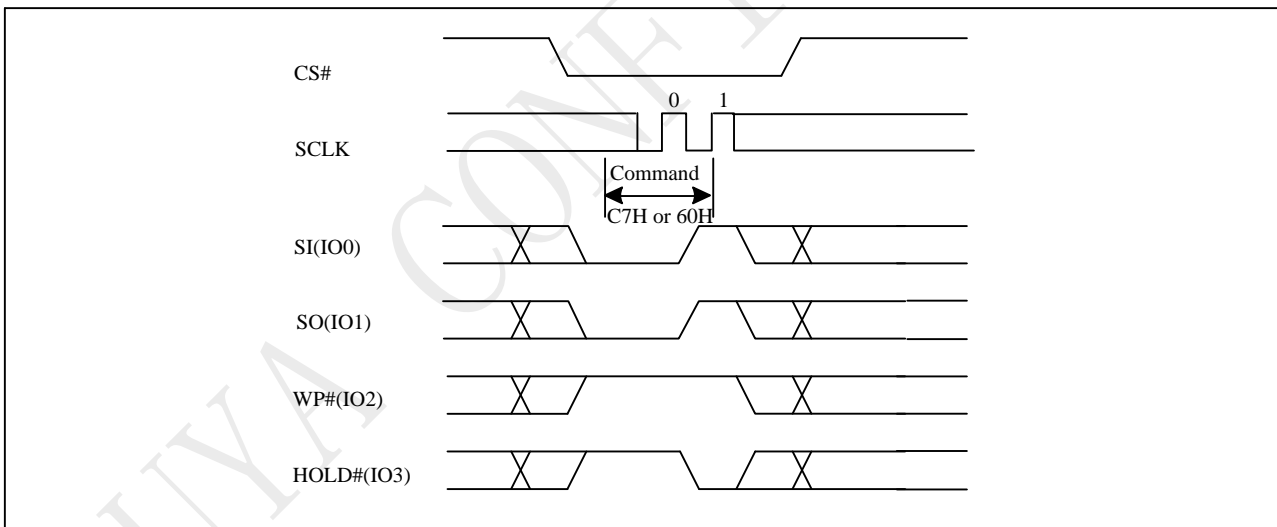 CS#
0 1
SCLK
Command
C7H or 60H
SI(IO0)
SO(IO1)
WP#(IO2)
HOLD#(IO3)